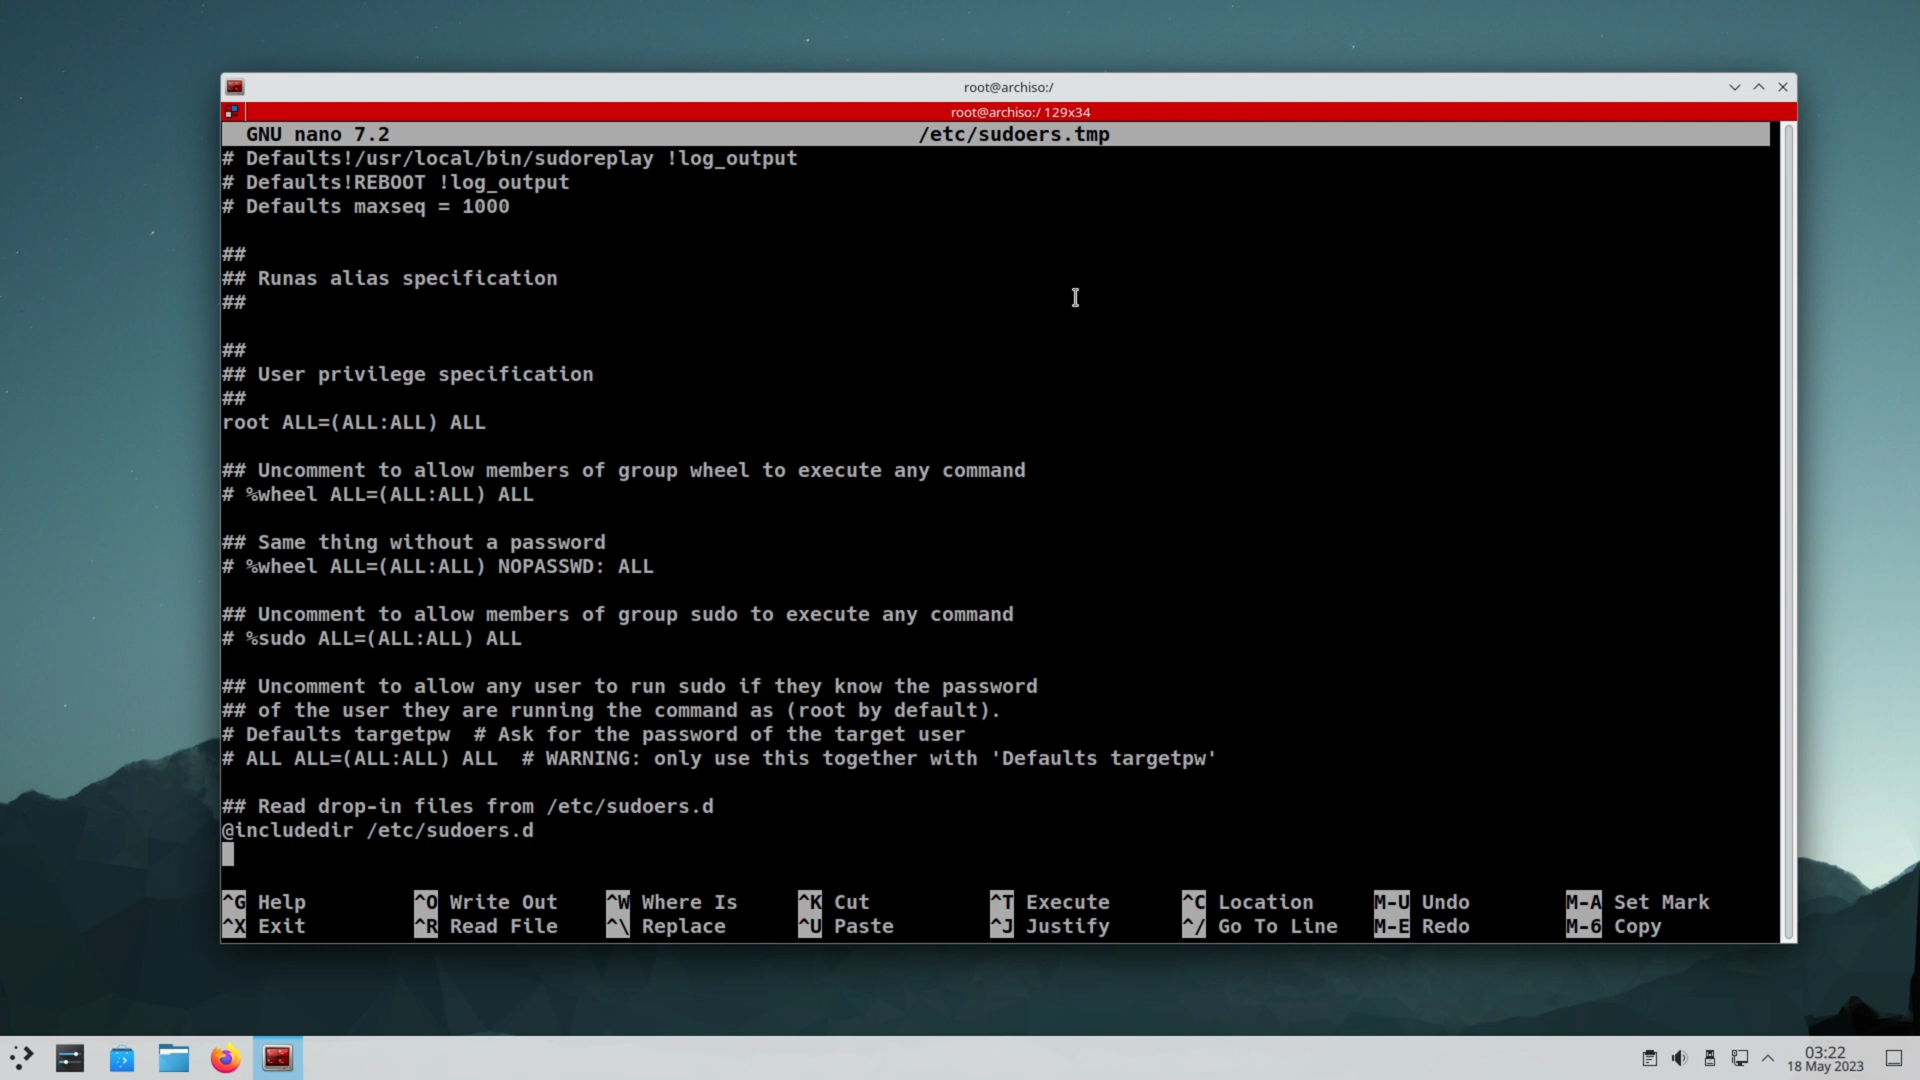 root@archiso:/
root@archiso:/ 129x34
GNU nano 7.2 /etc/sudoers.tmp
# Defaults!/usr/local/bin/sudoreplay !log_output
# Defaults!REBOOT !log_output
# Defaults maxseq = 1000
##
## Runas alias specification
##
##
## User privilege specification
##
root ALL=(ALL:ALL) ALL
## Uncomment to allow members of group wheel to execute any command
# %wheel ALL=(ALL:ALL) ALL
## Same thing without a password
# %wheel ALL=(ALL:ALL) NOPASSWD: ALL
## Uncomment to allow members of group sudo to execute any command
# %sudo ALL=(ALL:ALL) ALL
## Uncomment to allow any user to run sudo if they know the password
## of the user they are running the command as (root by default).
# Defaults targetpw  # Ask for the password of the target user
# ALL ALL=(ALL:ALL) ALL  # WARNING: only use this together with 'Defaults targetpw'
## Read drop-in files from /etc/sudoers.d
@includedir /etc/sudoers.d
^G Help ^O Write Out ^W Where Is ^K Cut ^T Execute ^C Location M-U Undo M-A Set Mark
^X Exit ^R Read File ^\ Replace ^U Paste ^J Justify ^/ Go To Line M-E Redo M-6 Copy
03:22
18 May 2023